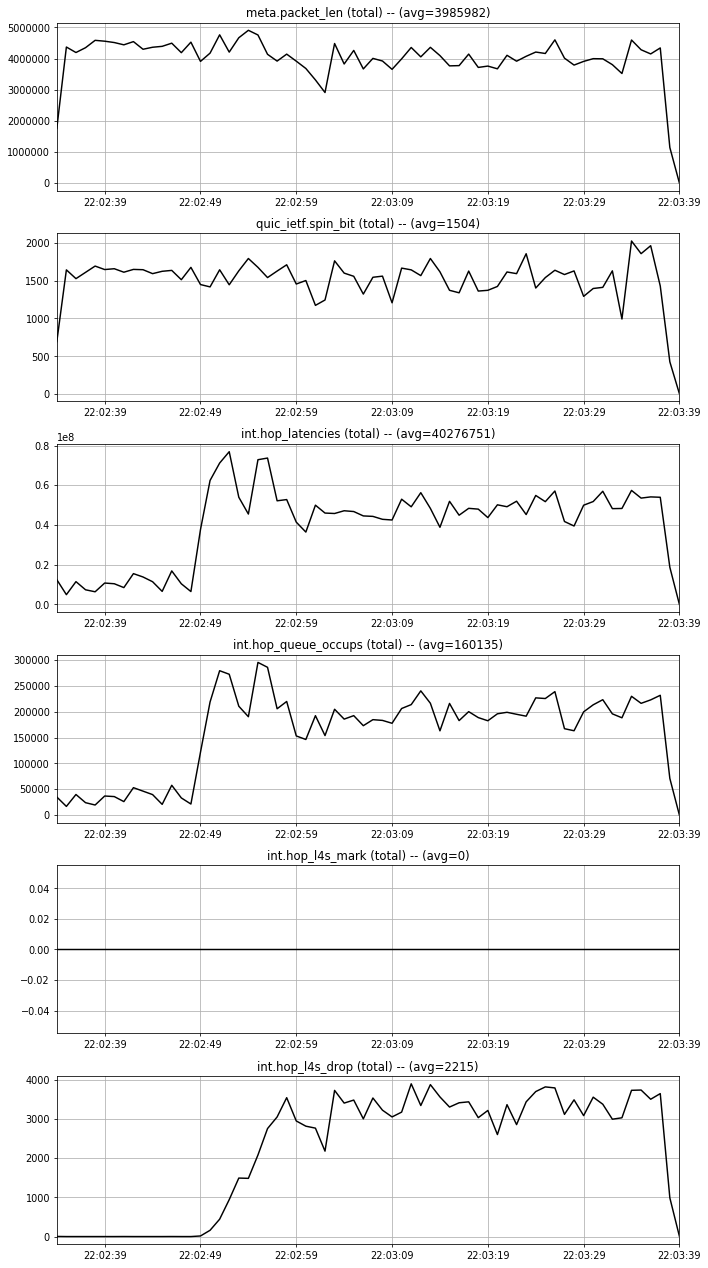 meta.packet_len (total) -- (avg=3985982)
5000000
4000000
3000000
2000000
1000000
0
22:02:39 22:02:49 22:02:59 22:03:09 22:03:19 22:03:29 22:03:39
quic_ietf.spin_bit (total) -- (avg=1504)
2000
1500
1000
500
0
22:02:39 22:02:49 22:02:59 22:03:09 22:03:19 22:03:29 22:03:39
int.hop_latencies (total) -- (avg=40276751)
1e8
0.8
0.6
0.4
0.2
0.0
22:02:39 22:02:49 22:02:59 22:03:09 22:03:19 22:03:29 22:03:39
int.hop_queue_occups (total) -- (avg=160135)
300000
250000
200000
150000
100000
50000
0
22:02:39 22:02:49 22:02:59 22:03:09 22:03:19 22:03:29 22:03:39
int.hop_l4s_mark (total) -- (avg=0)
0.04
0.02
0.00
−0.02
−0.04
22:02:39 22:02:49 22:02:59 22:03:09 22:03:19 22:03:29 22:03:39
int.hop_l4s_drop (total) -- (avg=2215)
4000
3000
2000
1000
0
22:02:39 22:02:49 22:02:59 22:03:09 22:03:19 22:03:29 22:03:39